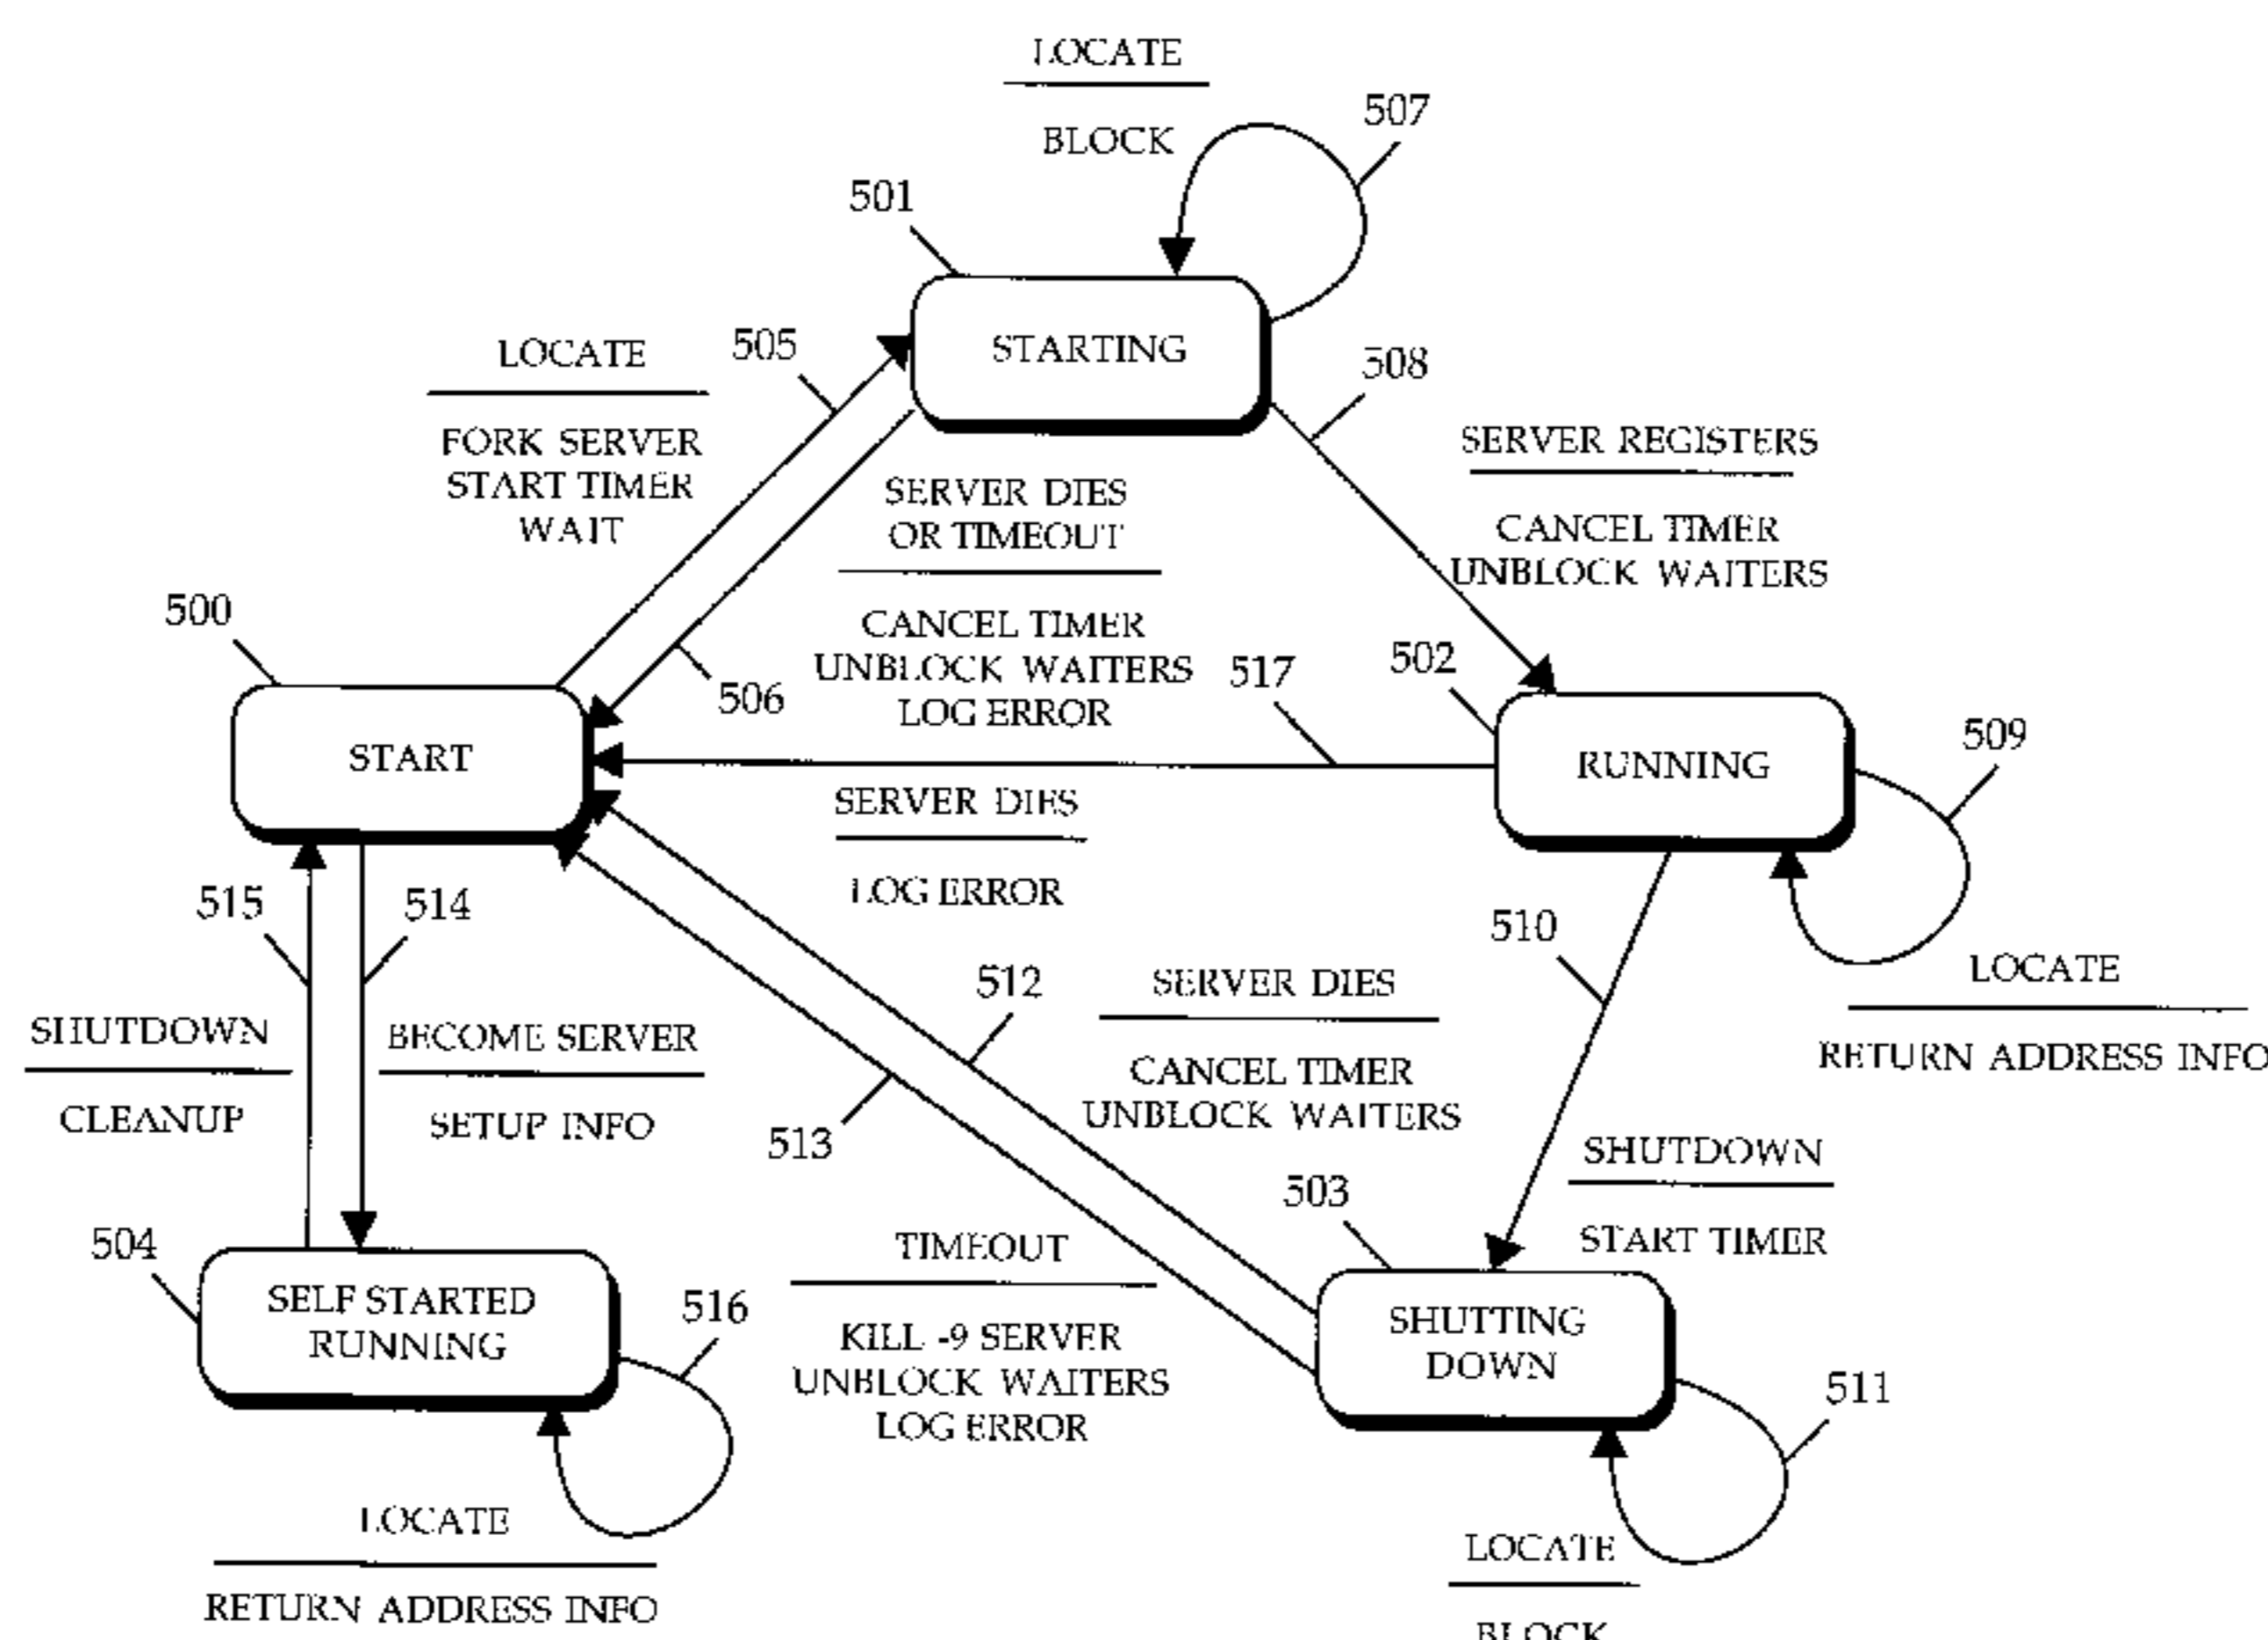 LOCATE
BLOCK
507
501
STARTING
LOCATE
505
FORK SERVER
START TIMER
WAIT
508
SERVER REGISTERS
CANCEL TIMER
UNBLOCK WAITERS
SERVER DIES
OR TIMEOUT
CANCEL TIMER
UNBLOCK WAITERS
LOG ERROR
500
506
517
502
START
RUNNING
509
SERVER DIES
LOG ERROR
515
514
510
LOCATE
RETURN ADDRESS INFO
512
SERVER DIES
CANCEL TIMER
UNBLOCK WAITERS
SHUTDOWN
CLEANUP
BECOME SERVER
SETUP INFO
513
SHUTDOWN
START TIMER
503
504
SELF STARTED
RUNNING
516
TIMEOUT
KILL -9 SERVER
UNBLOCK WAITERS
LOG ERROR
SHUTTING
DOWN
511
LOCATE
RETURN ADDRESS INFO
LOCATE
BLOCK